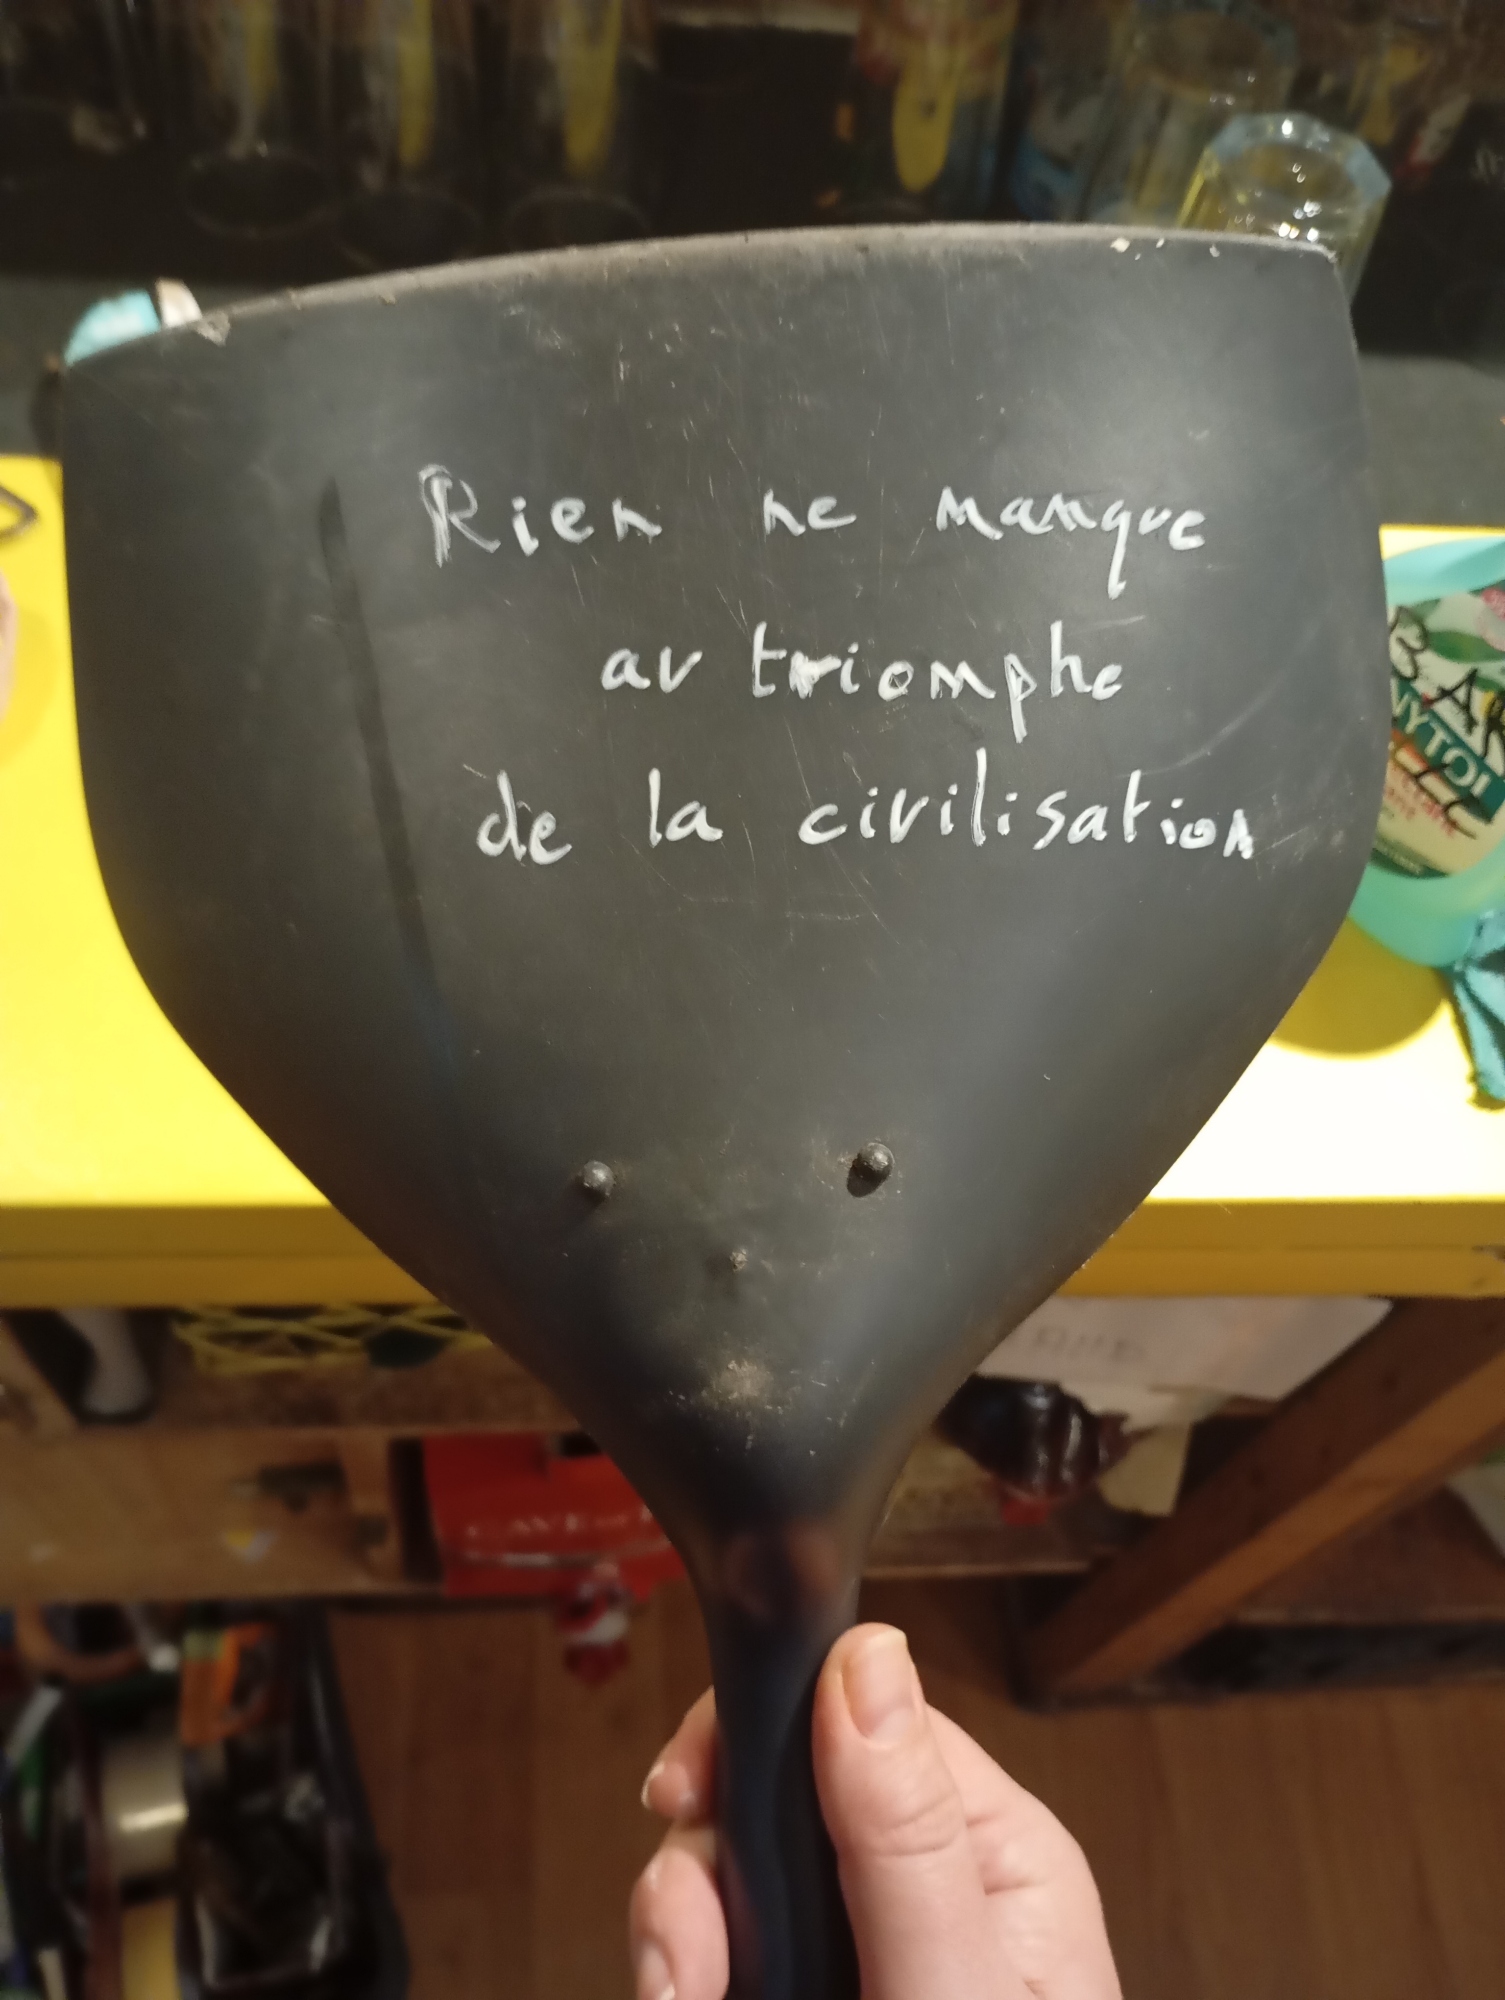 Rien ne manque
au triomphe
de la civilisation